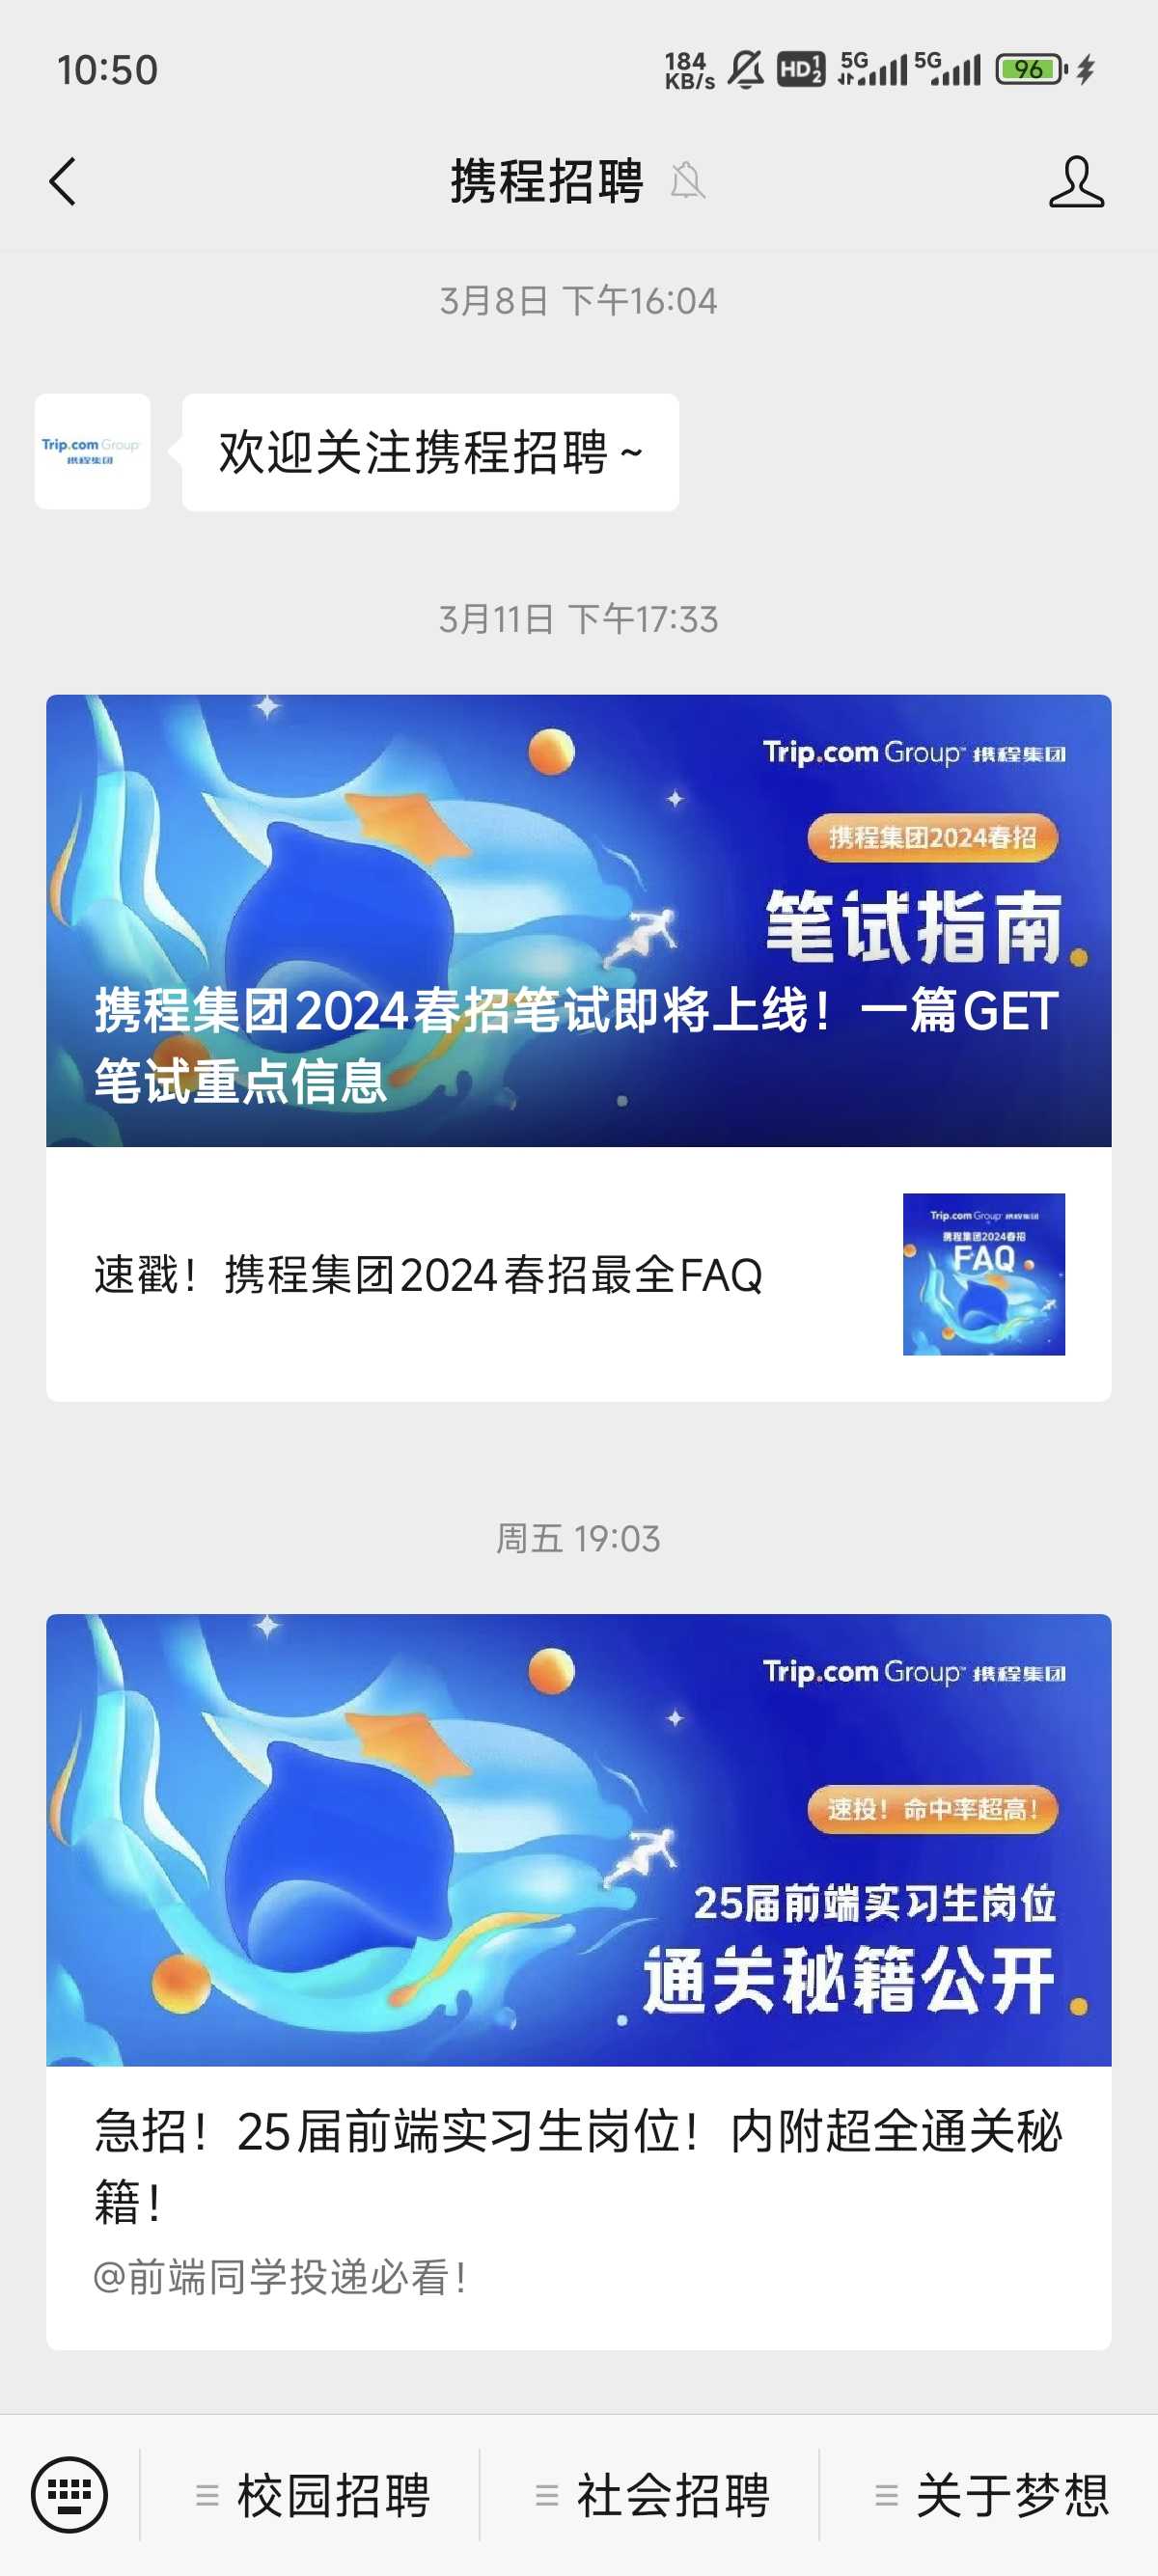 10:50
184 KB/s HD 1 2 5G 5G 96
携程招聘
3月8日 下午16:04
Trip.com Group
携程集团
欢迎关注携程招聘~
3月11日 下午17:33
Trip.com Group 携程集团
携程集团2024春招
笔试指南
携程集团2024春招笔试即将上线！一篇GET
笔试重点信息
速戳！携程集团2024春招最全FAQ
Trip.com Group 携程集团
携程集团2024春招
FAQ
周五 19:03
Trip.com Group 携程集团
速投！命中率超高！
25届前端实习生岗位
通关秘籍公开
急招！25届前端实习生岗位！内附超全通关秘
籍！
@前端同学投递必看！
校园招聘
社会招聘
关于梦想